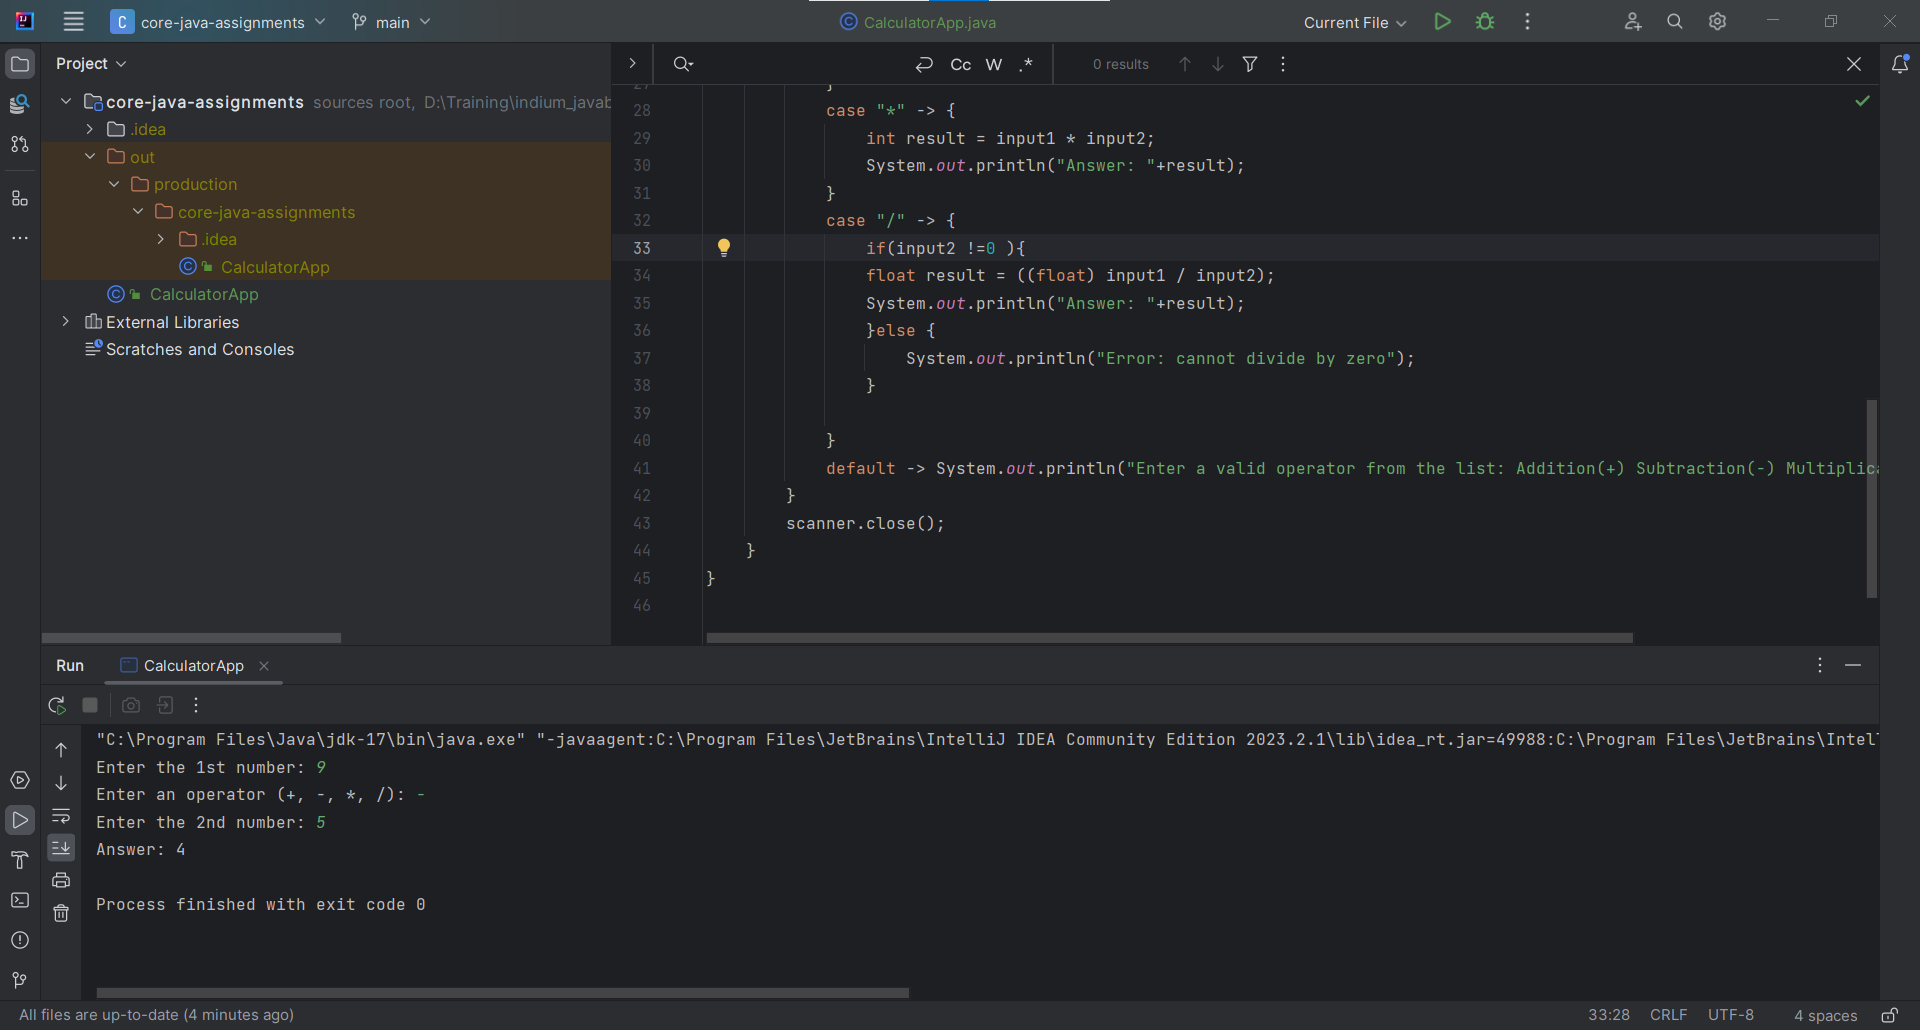 C core-java-assignments main CalculatorApp.java Current File
Project
Cc W .* 0 results
core-java-assignments sources root, D:\Training\indium_javab
.idea
out
production
core-java-assignments
.idea
CalculatorApp
CalculatorApp
External Libraries
Scratches and Consoles
27 }
28 case "*" -> {
29 int result = input1 * input2;
30 System.out.println("Answer: "+result);
31 }
32 case "/" -> {
33 if(input2 !=0 ){
34 float result = ((float) input1 / input2);
35 System.out.println("Answer: "+result);
36 }else {
37 System.out.println("Error: cannot divide by zero");
38 }
39
40 }
41 default -> System.out.println("Enter a valid operator from the list: Addition(+) Subtraction(-) Multiplica
42 }
43 scanner.close();
44 }
45 }
46
Run CalculatorApp
"C:\Program Files\Java\jdk-17\bin\java.exe" "-javaagent:C:\Program Files\JetBrains\IntelliJ IDEA Community Edition 2023.2.1\lib\idea_rt.jar=49988:C:\Program Files\JetBrains\Intel
Enter the 1st number: 9
Enter an operator (+, -, *, /): -
Enter the 2nd number: 5
Answer: 4
Process finished with exit code 0
All files are up-to-date (4 minutes ago) 33:28 CRLF UTF-8 4 spaces